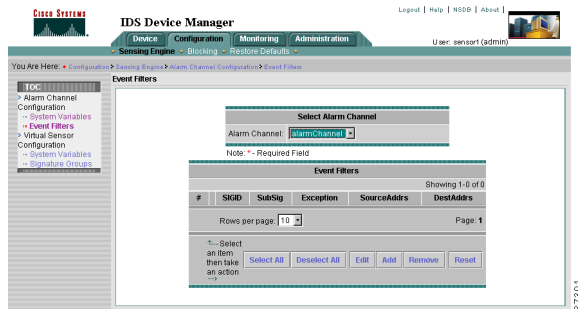 CISCO SYSTEMS
IDS Device Manager
Logout | Help | NSDB | About |
Device Configuration Monitoring Administration
User: sensor1 (admin)
Sensing Engine Blocking Restore Defaults
You Are Here: Configuration Sensing Engine Alarm Channel Configuration Event Filters
TOC
Alarm Channel Configuration
System Variables
Event Filters
Virtual Sensor Configuration
System Variables
Signature Groups
Event Filters
Select Alarm Channel
Alarm Channel: alarmChannel
Note: * - Required Field
Event Filters
Showing 1-0 of 0
# SIGID SubSig Exception SourceAddrs DestAddrs
Rows per page: 10 Page: 1
Select an item then take an action
Select All Deselect All Edit Add Remove Reset
87301